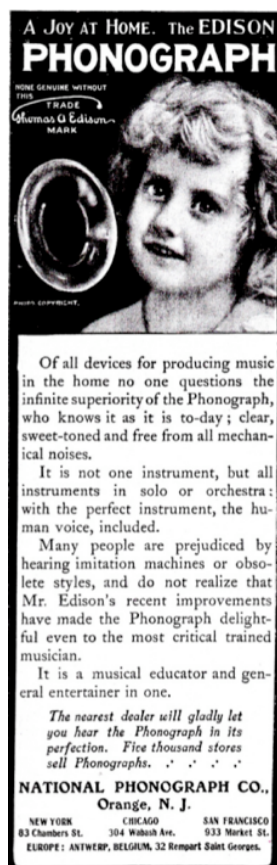 A JOY AT HOME. THE EDISON
PHONOGRAPH
NONE GENUINE WITHOUT
THIS
TRADE
Thomas A Edison
MARK
PHIPPS COPYRIGHT.
Of all devices for producing music
in the home no one questions the
infinite superiority of the Phonograph,
who knows it as it is to-day; clear,
sweet-toned and free from all mechan-
ical noises.
It is not one instrument, but all
instruments in solo or orchestra:
with the perfect instrument, the hu-
man voice, included.
Many people are prejudiced by
hearing imitation machines or obso-
lete styles, and do not realize that
Mr. Edison's recent improvements
have made the Phonograph delight-
ful even to the most critical trained
musician.
It is a musical educator and gen-
eral entertainer in one.
The nearest dealer will gladly let
you hear the Phonograph in its
perfection. Five thousand stores
sell Phonographs.
NATIONAL PHONOGRAPH CO.,
Orange, N. J.
NEW YORK CHICAGO SAN FRANCISCO
83 Chambers St. 304 Wabash Ave. 933 Market St.
EUROPE: ANTWERP, BELGIUM, 32 Rempart Saint Georges.